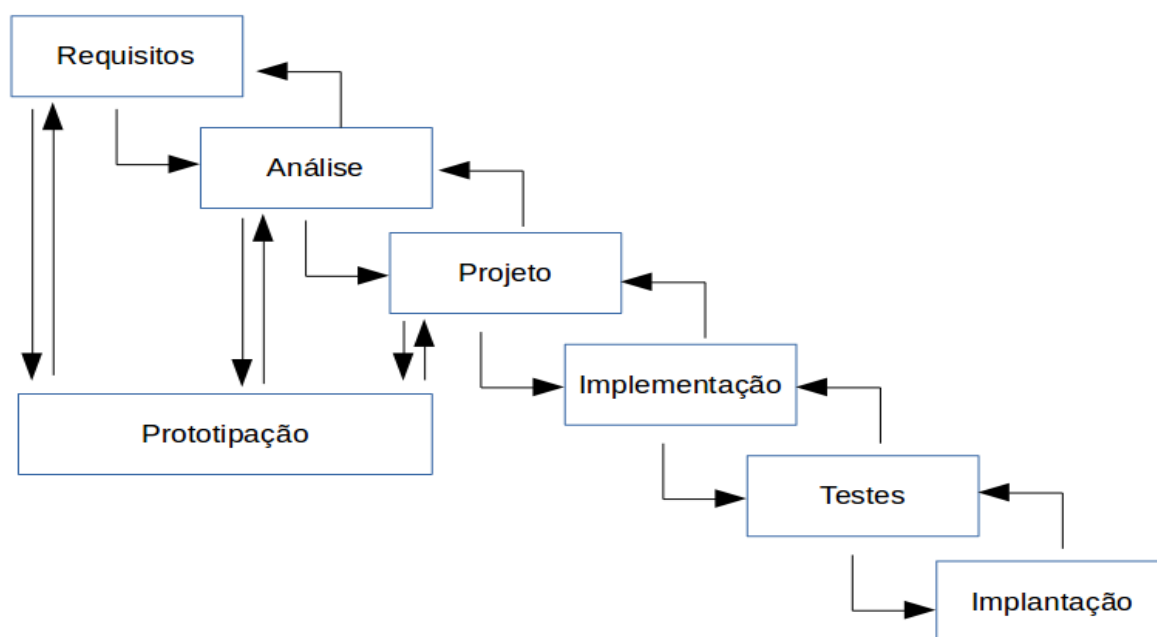 Requisitos
Análise
Projeto
Implementação
Prototipação
Testes
Implantação